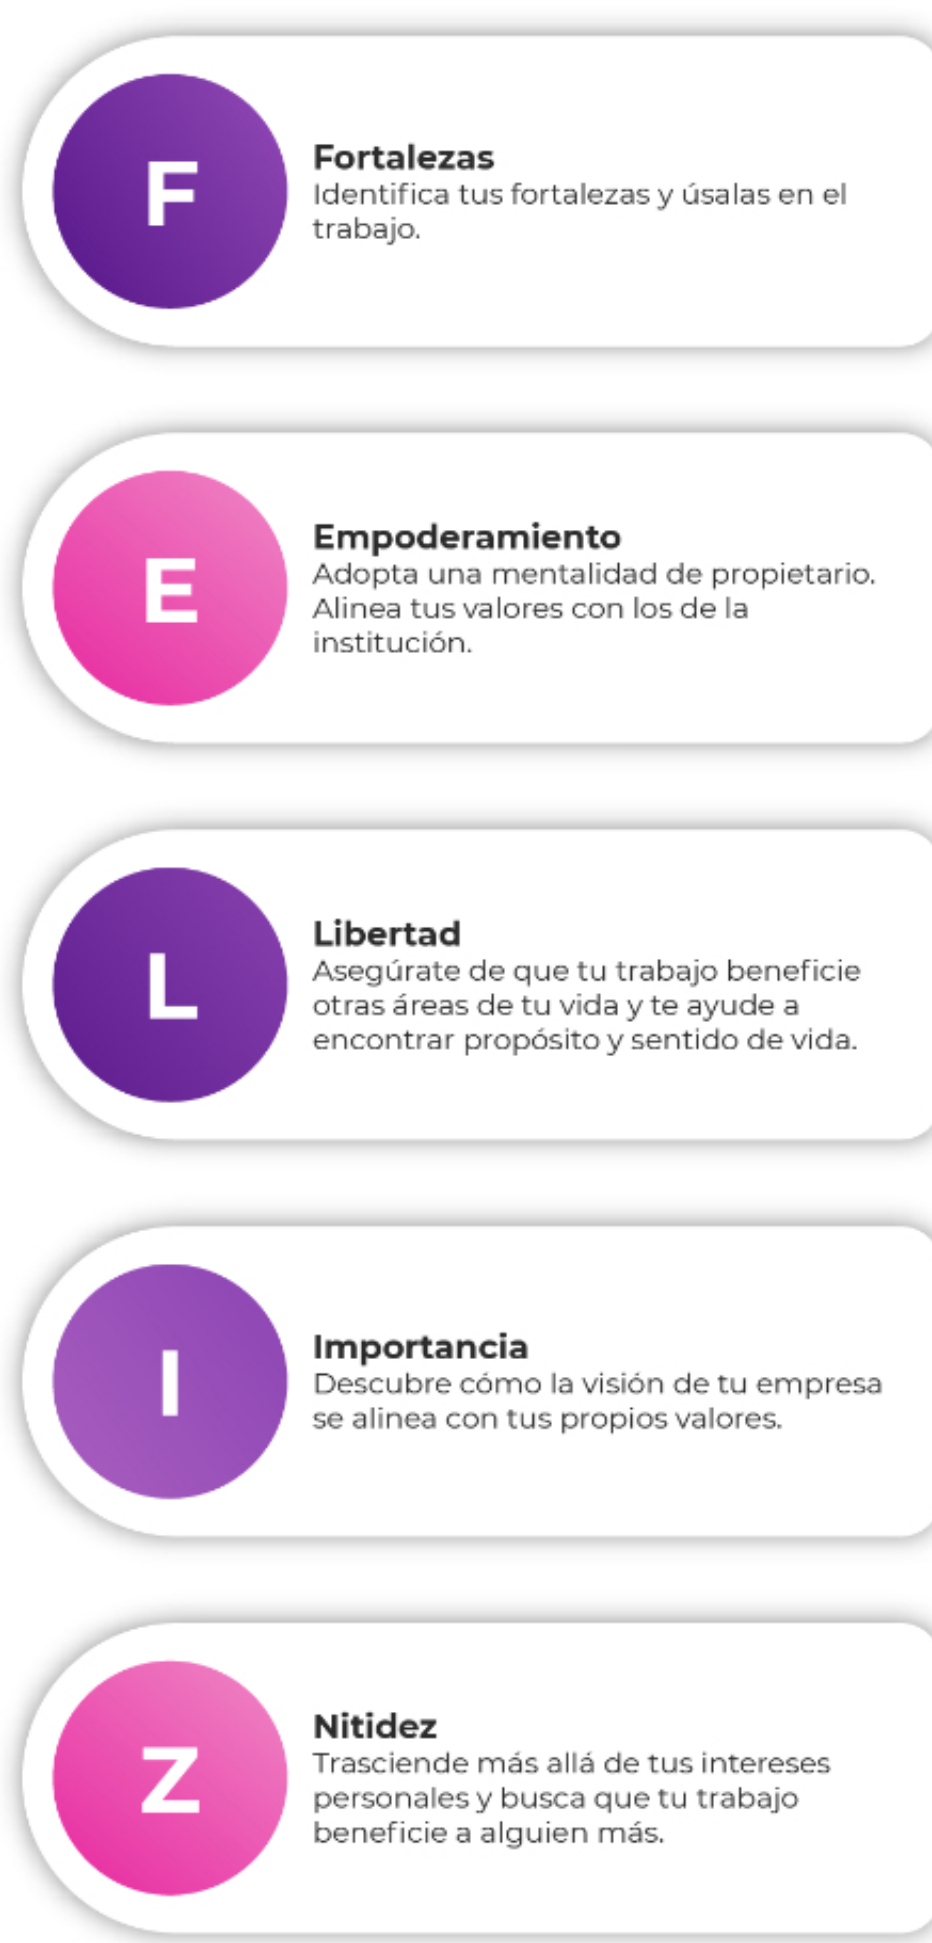 F
Fortalezas
Identifica tus fortalezas y úsalas en el
trabajo.
E
Empoderamiento
Adopta una mentalidad de propietario.
Alinea tus valores con los de la
institución.
L
Libertad
Asegúrate de que tu trabajo beneficie
otras áreas de tu vida y te ayude a
encontrar propósito y sentido de vida.
I
Importancia
Descubre cómo la visión de tu empresa
se alinea con tus propios valores.
Z
Nitidez
Trasciende más allá de tus intereses
personales y busca que tu trabajo
beneficie a alguien más.